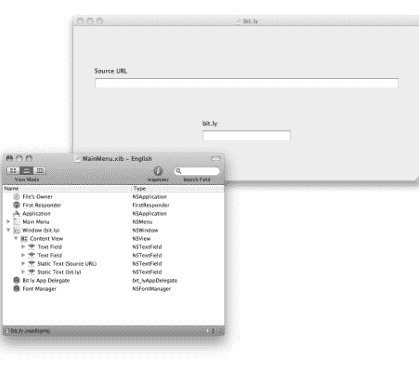 bit.ly
Source URL
bit.ly
MainMenu.xib - English
View Mode Inspector Search Field
Name Type
File's Owner NSApplication
First Responder FirstResponder
Application NSApplication
Main Menu NSMenu
Window (bit.ly) NSWindow
Content View NSView
Text Field NSTextField
Text Field NSTextField
Static Text (Source URL) NSTextField
Static Text (bit.ly) NSTextField
Bit ly App Delegate bit_lyAppDelegate
Font Manager NSFontManager
bit.ly.xcodeproj